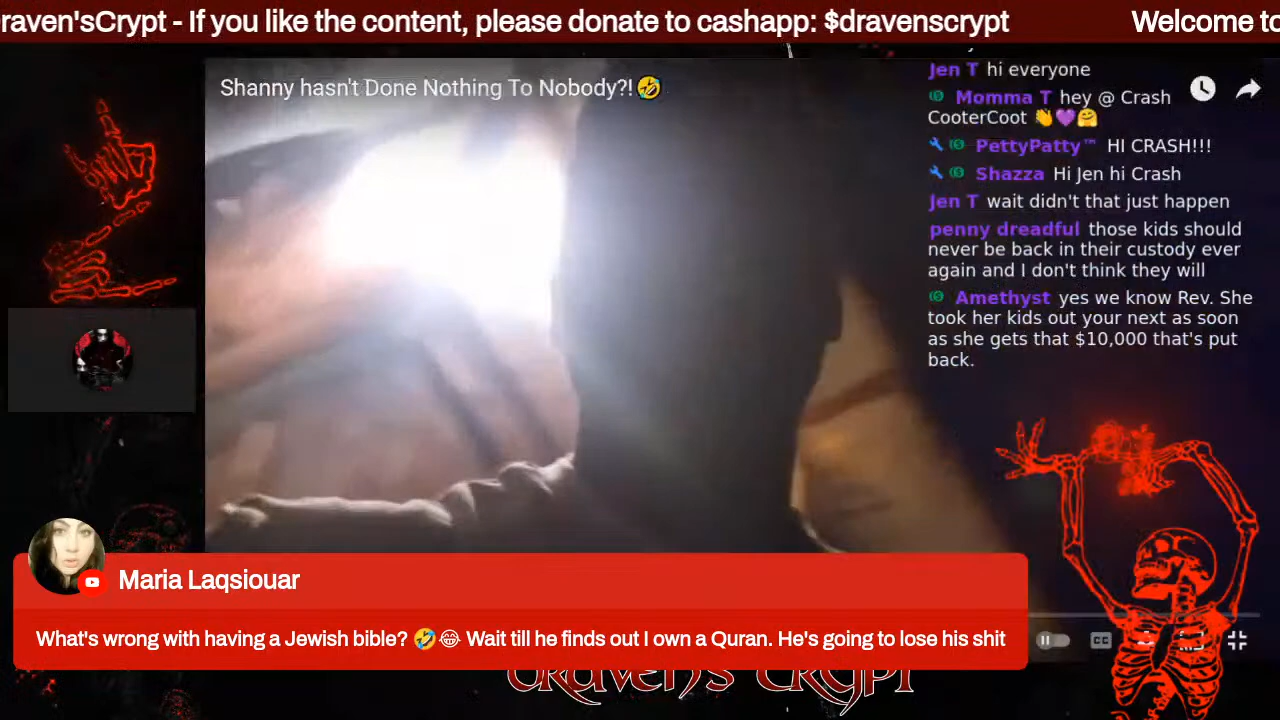 raven'sCrypt - If you like the content, please donate to cashapp: $dravenscrypt
Welcome to
Shanny hasn't Done Nothing To Nobody?!🤣
Jen T hi everyone
Momma T hey @ Crash
CooterCoot 👋💜🤗
PettyPatty™ HI CRASH!!!
Shazza Hi Jen hi Crash
Jen T wait didn't that just happen
penny dreadful those kids should
never be back in their custody ever
again and I don't think they will
Amethyst yes we know Rev. She
took her kids out your next as soon
as she gets that $10,000 that's put
back.
Maria Laqsiouar
What's wrong with having a Jewish bible? 🤣😂 Wait till he finds out I own a Quran. He's going to lose his shit
CC
draven's crypt